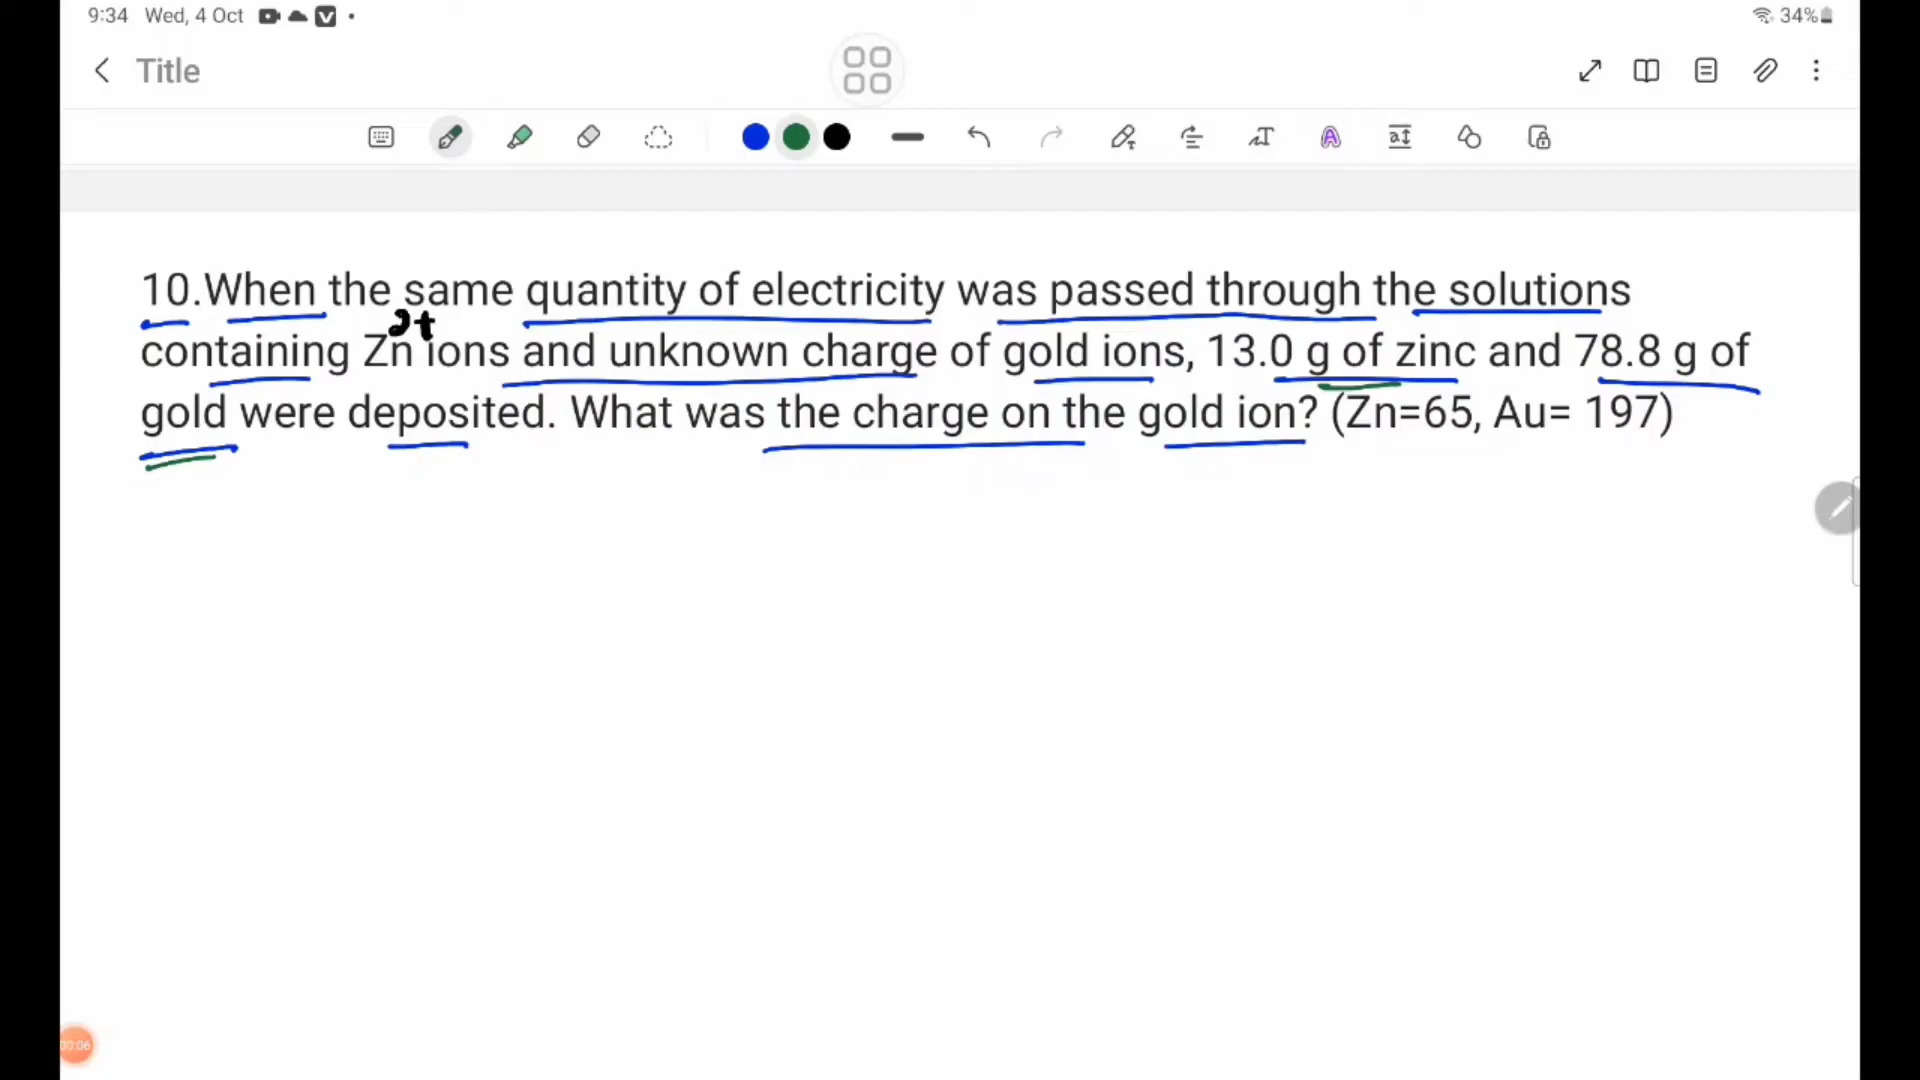 9:34 Wed, 4 Oct
34%
Title
10.When the same quantity of electricity was passed through the solutions
2+
containing Zn ions and unknown charge of gold ions, 13.0 g of zinc and 78.8 g of
gold were deposited. What was the charge on the gold ion? (Zn=65, Au= 197)
00:06